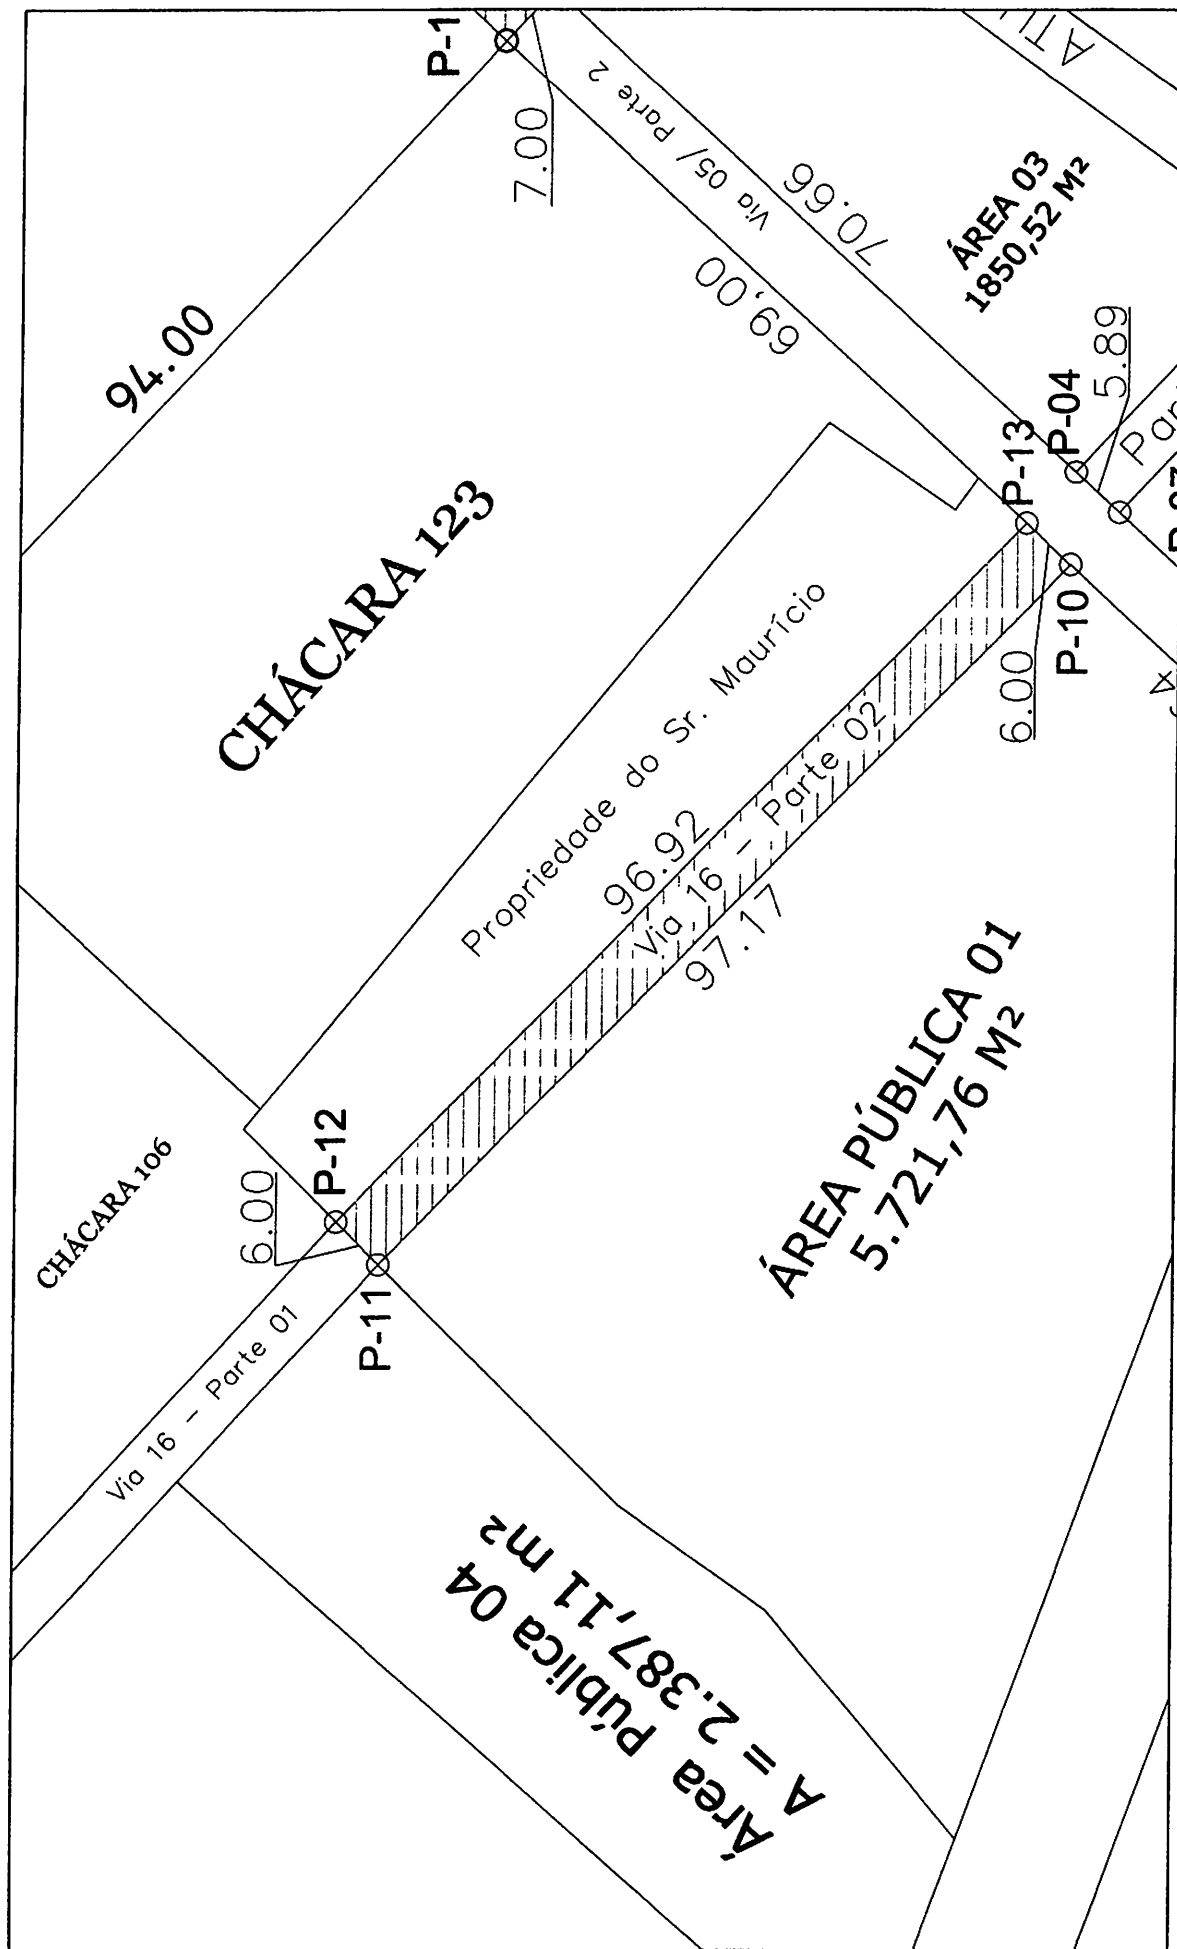 P-1
7.00
Via 05/ Parte 2
70.66
69,00
ÁREA 03
1850,52 M²
94.00
CHÁCARA 123
P-13
P-04
5.89
P-10
6.00
Propriedade do Sr. Maurício
96.92
Via 16 - Parte 02
97.17
ÁREA PÚBLICA 01
5.721,76 M²
CHÁCARA 106
6.00
P-12
P-11
Via 16 - Parte 01
Área Pública 04
A = 2.387,11 m²